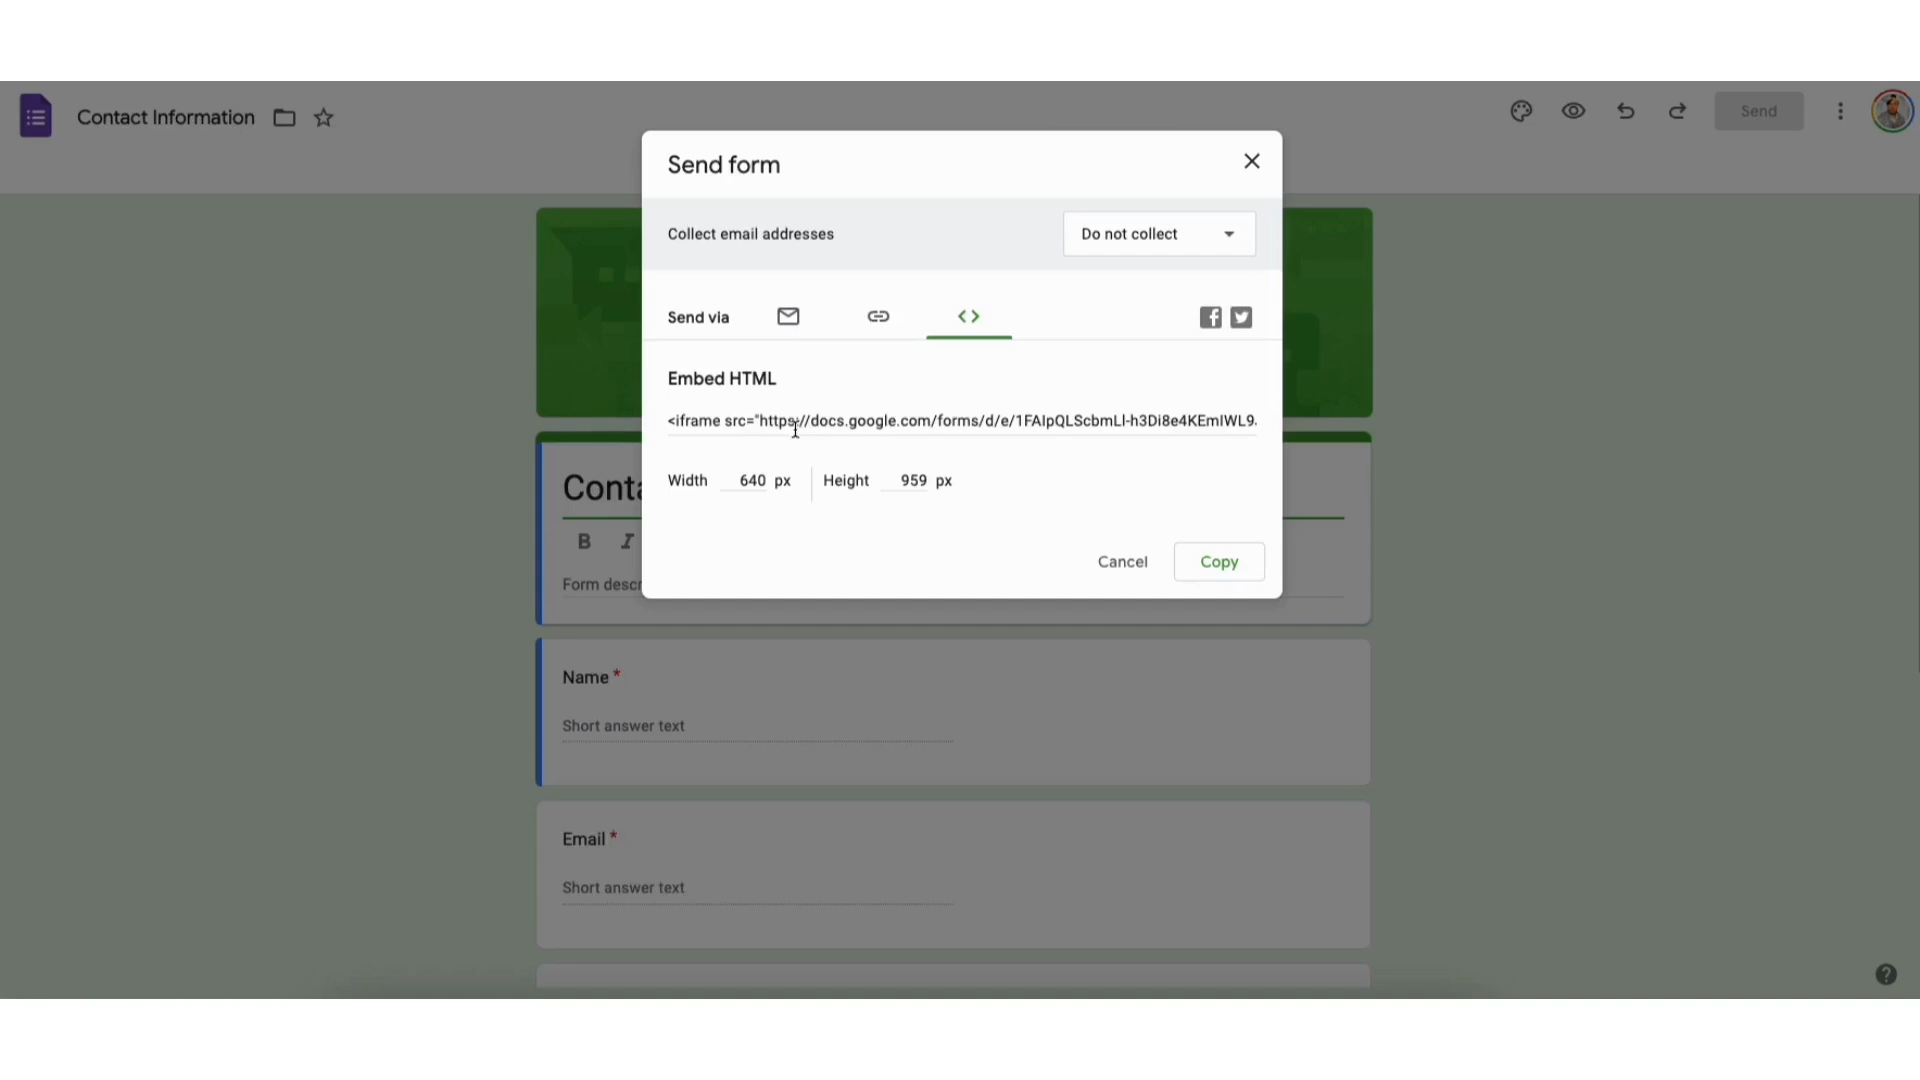 Contact Information
Send
Send form
Collect email addresses
Do not collect
Send via
Embed HTML
<iframe src="https://docs.google.com/forms/d/e/1FAIpQLScbmLl-h3Di8e4KEmIWL9.
Width 640 px Height 959 px
Cancel Copy
Conta
B I
Form descr
Name *
Short answer text
Email *
Short answer text